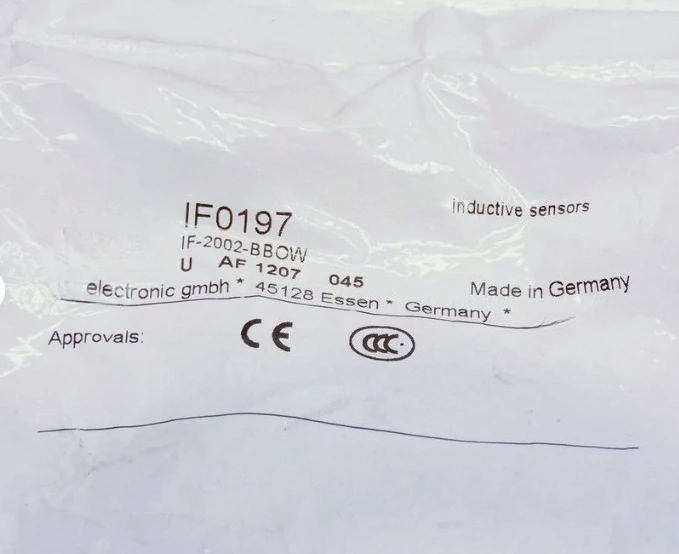 IF0197
inductive sensors
IF-2002-BBOW
U AF 1207 045
Made in Germany
electronic gmbh * 45128 Essen * Germany *
Approvals: CE CCC